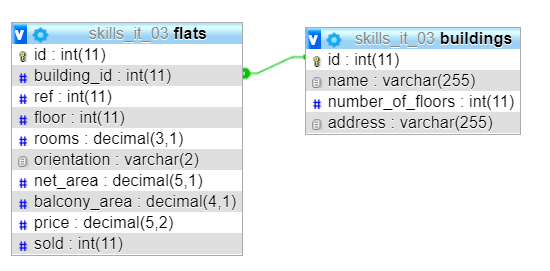 skills_it_03 flats
id : int(11)
building_id : int(11)
ref : int(11)
floor : int(11)
rooms : decimal(3,1)
orientation : varchar(2)
net_area : decimal(5,1)
balcony_area : decimal(4,1)
price : decimal(5,2)
sold : int(11)
skills_it_03 buildings
id : int(11)
name : varchar(255)
number_of_floors : int(11)
address : varchar(255)